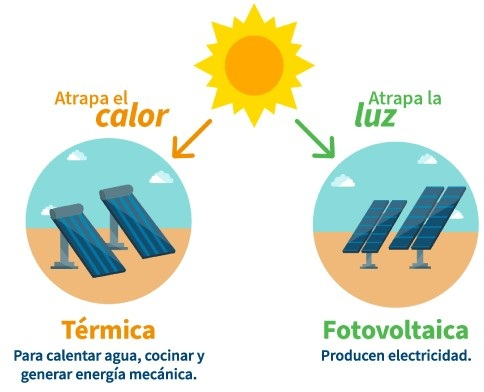 Atrapa el
calor
Atrapa la
luz
Térmica
Para calentar agua, cocinar y
generar energía mecánica.
Fotovoltaica
Producen electricidad.